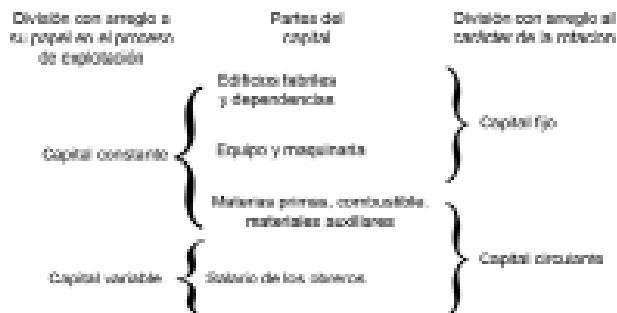 División con arreglo a
su papel en el proceso
de explotación
Partes del
capital
División con arreglo al
carácter de la rotacion
Edificios fabriles
y dependencias
Equipo y maquinaria
Materias primas, combustible,
materiales auxiliares
Salario de los obreros
Capital constante
Capital variable
Capital fijo
Capital circulante